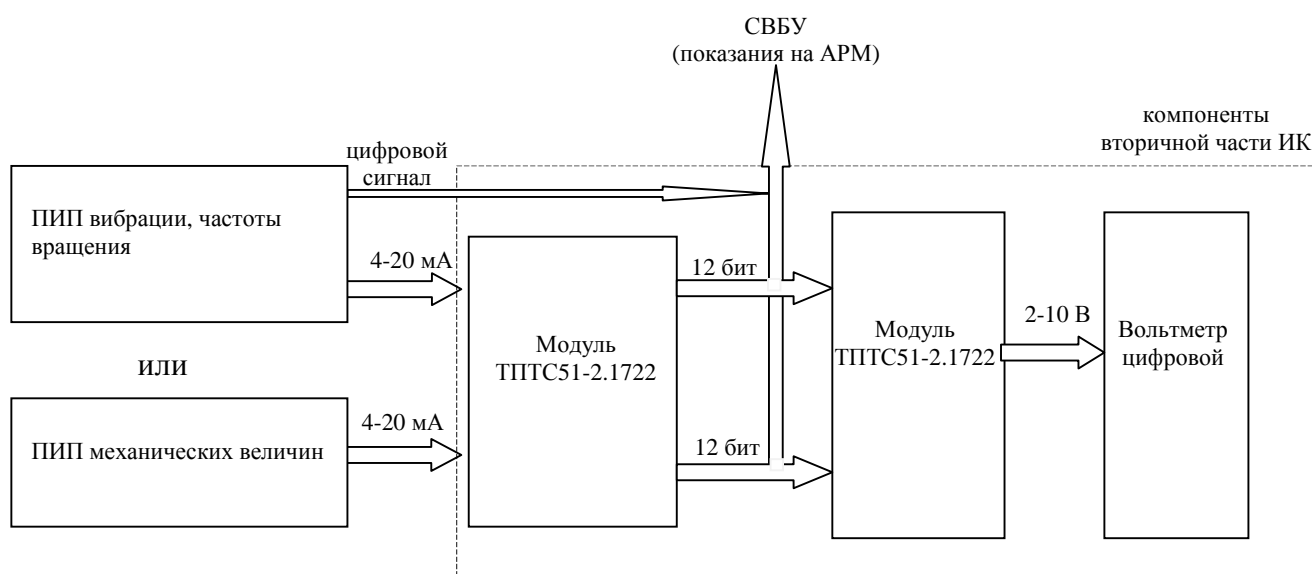 СВБУ
(показания на АРМ)
компоненты
вторичной части ИК
цифровой
сигнал
ПИП вибрации, частоты
вращения
4-20 мА
12 бит
2-10 В
Модуль
ТПТС51-2.1722
Модуль
ТПТС51-2.1722
Вольтметр
цифровой
или
4-20 мА
12 бит
ПИП механических величин